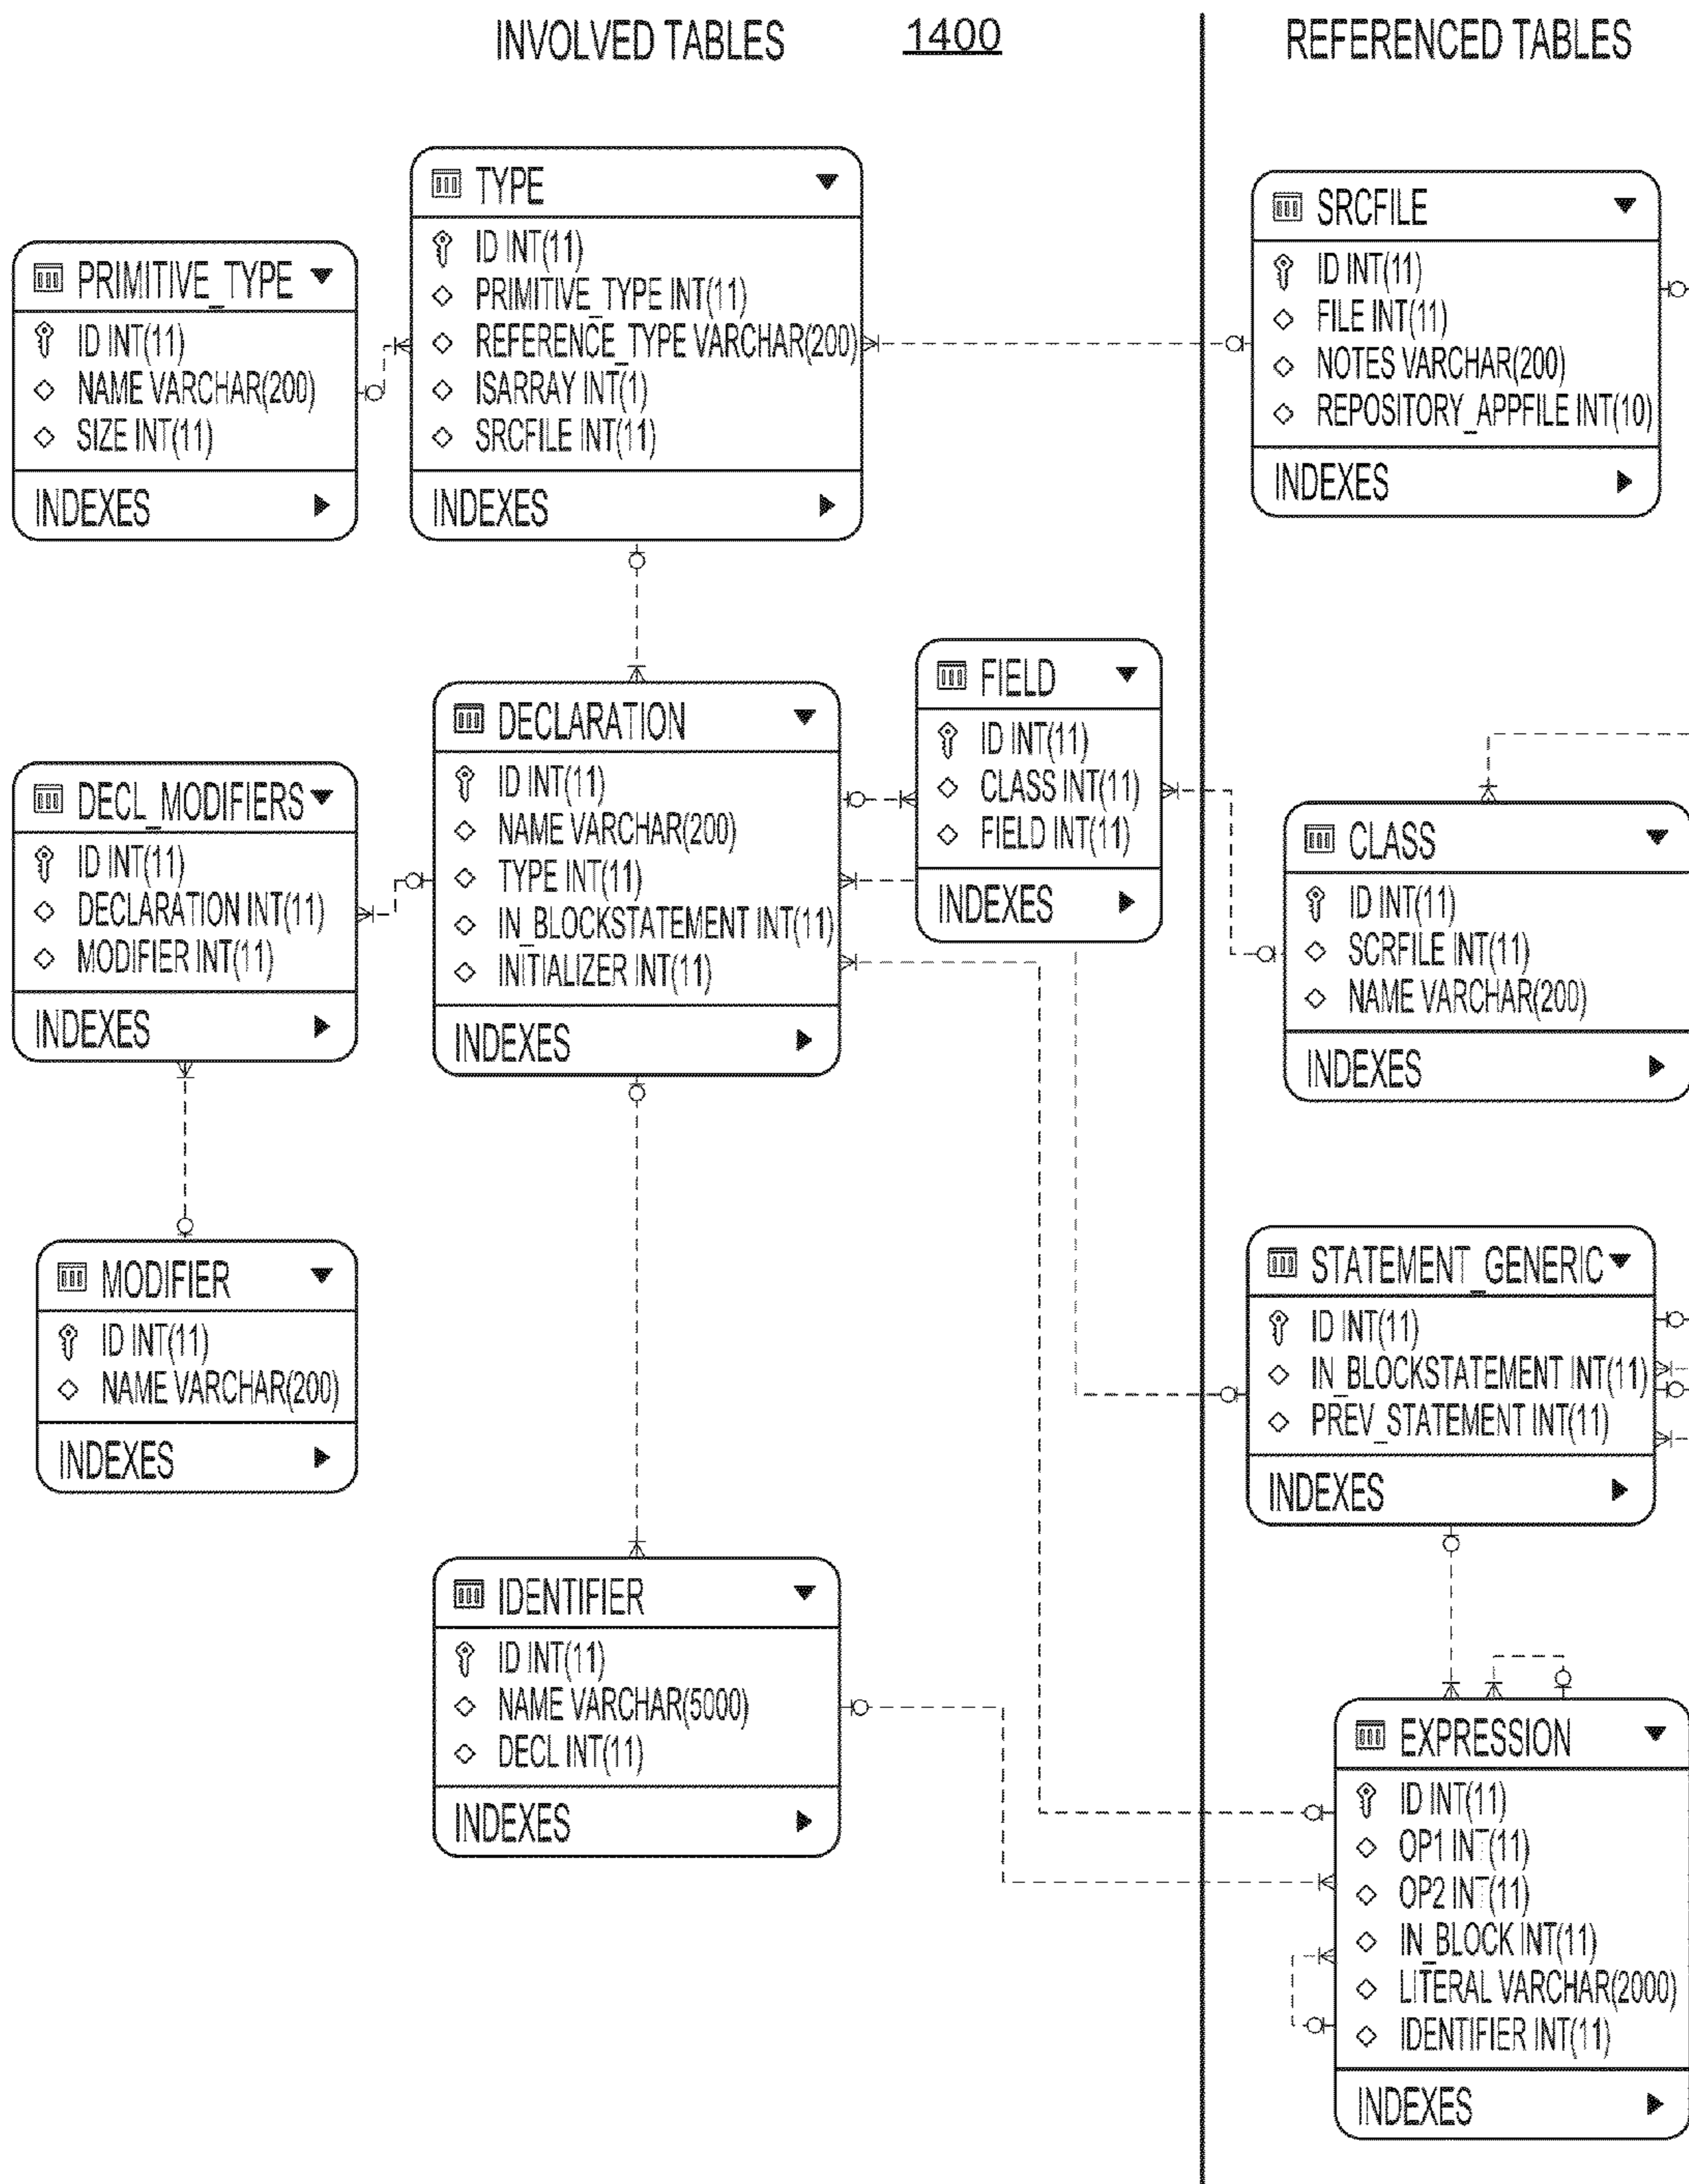 INVOLVED TABLES
1400
REFERENCED TABLES
TYPE
ID INT(11)
PRIMITIVE_TYPE INT(11)
REFERENCE_TYPE VARCHAR(200)
ISARRAY INT(1)
SRCFILE INT(11)
INDEXES
SRCFILE
ID INT(11)
FILE INT(11)
NOTES VARCHAR(200)
REPOSITORY_APPFILE INT(10)
INDEXES
PRIMITIVE_TYPE
ID INT(11)
NAME VARCHAR(200)
SIZE INT(11)
INDEXES
FIELD
ID INT(11)
CLASS INT(11)
FIELD INT(11)
INDEXES
DECLARATION
ID INT(11)
NAME VARCHAR(200)
TYPE INT(11)
IN_BLOCKSTATEMENT INT(11)
INITIALIZER INT(11)
INDEXES
DECL_MODIFIERS
ID INT(11)
DECLARATION INT(11)
MODIFIER INT(11)
INDEXES
CLASS
ID INT(11)
SCRFILE INT(11)
NAME VARCHAR(200)
INDEXES
MODIFIER
ID INT(11)
NAME VARCHAR(200)
INDEXES
STATEMENT_GENERIC
ID INT(11)
IN_BLOCKSTATEMENT INT(11)
PREV_STATEMENT INT(11)
INDEXES
IDENTIFIER
ID INT(11)
NAME VARCHAR(5000)
DECL INT(11)
INDEXES
EXPRESSION
ID INT(11)
OP1 INT(11)
OP2 INT(11)
IN_BLOCK INT(11)
LITERAL VARCHAR(2000)
IDENTIFIER INT(11)
INDEXES